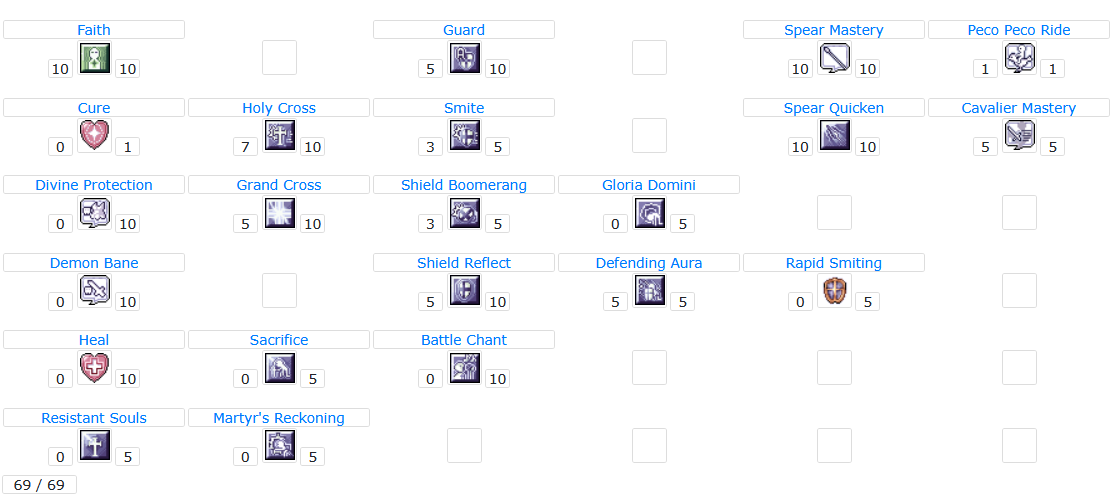 Faith Guard Spear Mastery Peco Peco Ride
10 10 5 10 10 10 1 1
Cure Holy Cross Smite Spear Quicken Cavalier Mastery
0 1 7 10 3 5 10 10 5 5
Divine Protection Grand Cross Shield Boomerang Gloria Domini
0 10 5 10 3 5 0 5
Demon Bane Shield Reflect Defending Aura Rapid Smiting
0 10 5 10 5 5 0 5
Heal Sacrifice Battle Chant
0 10 0 5 0 10
Resistant Souls Martyr's Reckoning
0 5 0 5
69 / 69